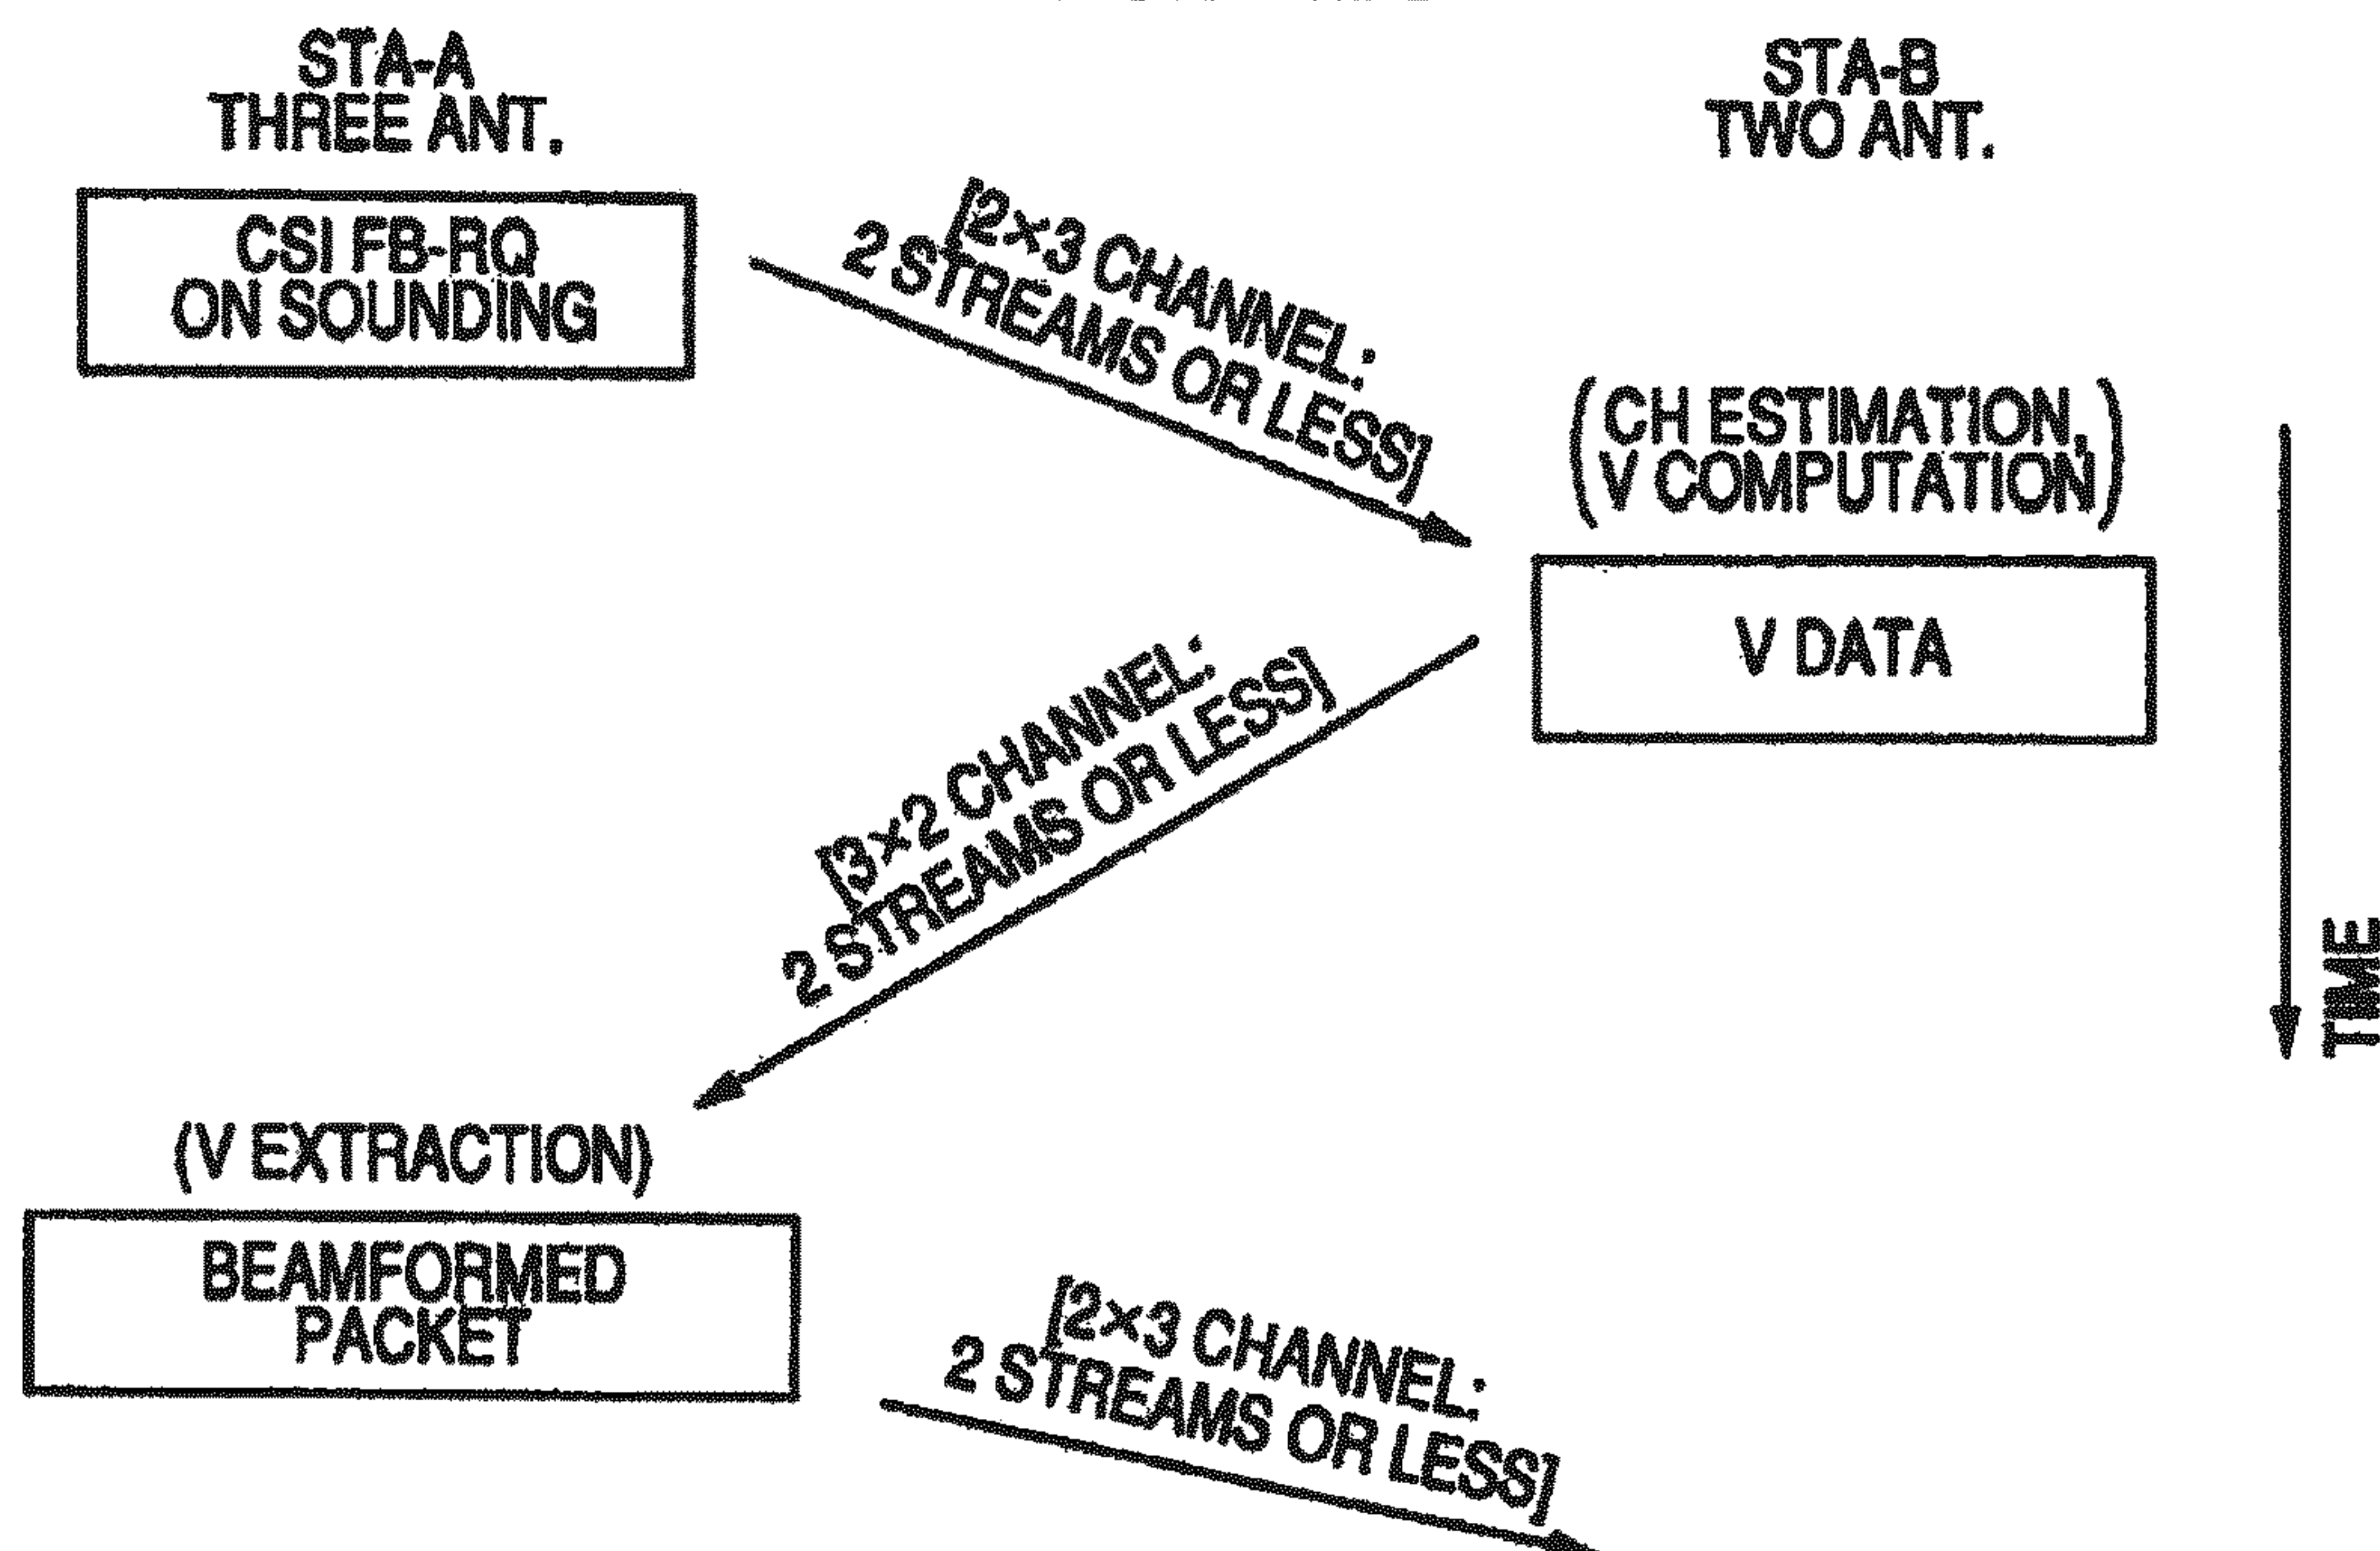 STA-A
THREE ANT.
STA-B
TWO ANT.
CSI FB-RQ
ON SOUNDING
[2×3 CHANNEL:
2 STREAMS OR LESS]
(CH ESTIMATION,
V COMPUTATION)
V DATA
[3×2 CHANNEL:
2 STREAMS OR LESS]
TIME
(V EXTRACTION)
BEAMFORMED
PACKET
[2×3 CHANNEL:
2 STREAMS OR LESS]